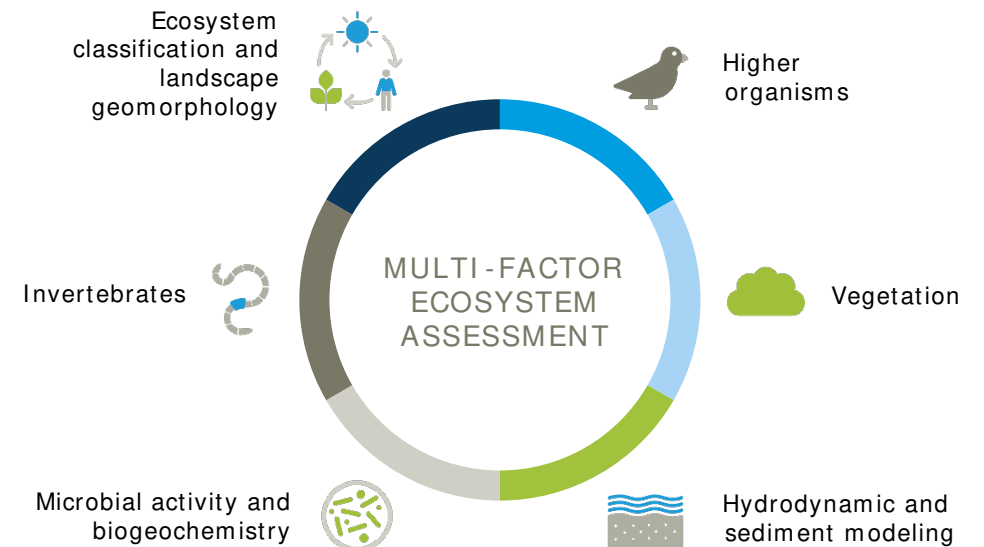 Ecosystem
classification and
landscape
geomorphology
Higher
organisms
Invertebrates
MULTI-FACTOR
ECOSYSTEM
ASSESSMENT
Vegetation
Microbial activity and
biogeochemistry
Hydrodynamic and
sediment modeling